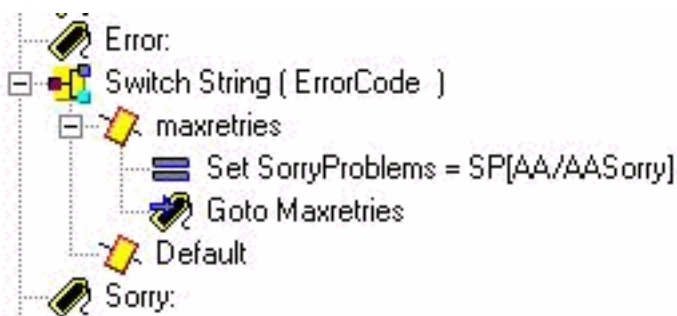 Error:
Switch String ( ErrorCode )
maxretries
Set SorryProblems = SP[AA/AASorry]
Goto Maxretries
Default
Sorry: